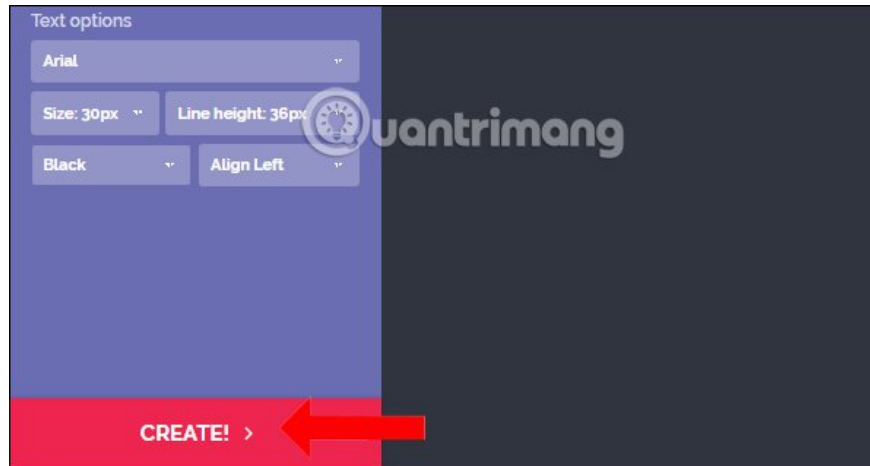 Text options
Arial
Size: 30px Line height: 36px
Quantrimang
Black Align Left
CREATE! >